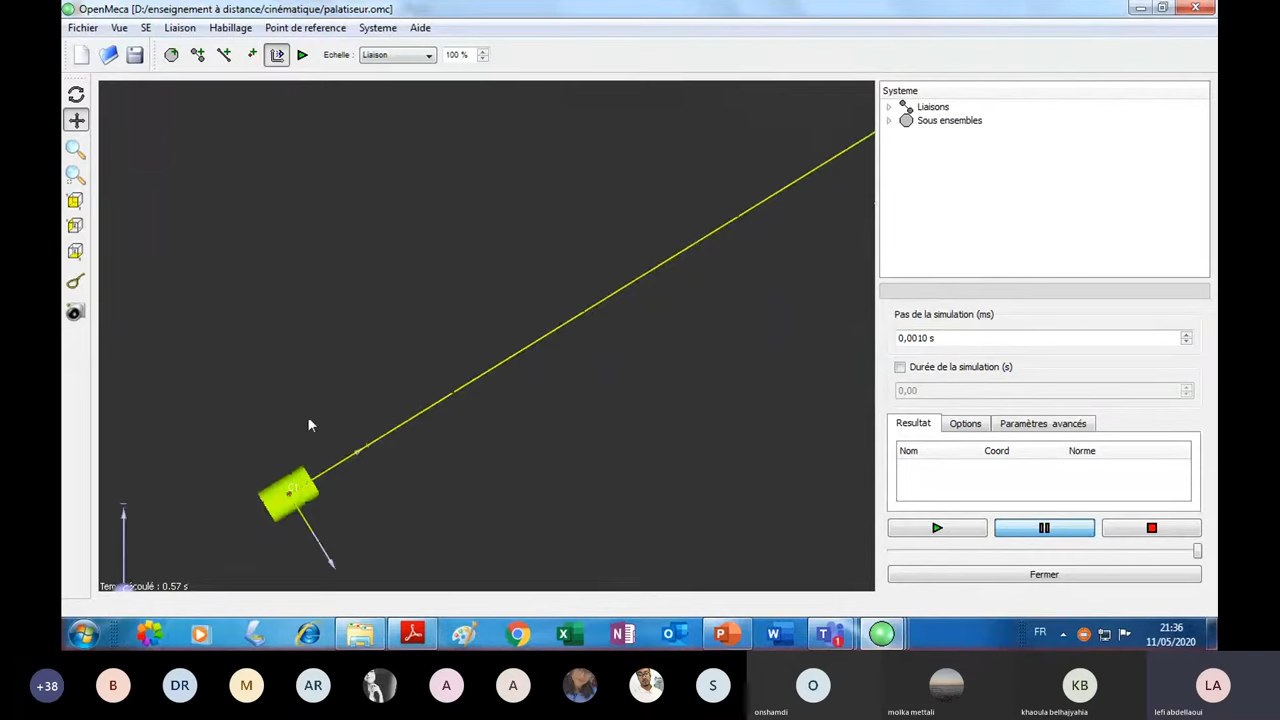 OpenMeca [D:/enseignement à distance/cinématique/palatiseur.omc]
Fichier Vue SE Liaison Habillage Point de reference Systeme Aide
Echelle : Liaison 100 %
Systeme
Liaisons
Sous ensembles
Pas de la simulation (ms)
0,0010 s
Durée de la simulation (s)
0,00
Resultat Options Paramètres avancés
Nom Coord Norme
écoulé : 0.57 s
Fermer
FR
21:36
11/05/2020
+38 B DR M AR A A S O KB LA
onshamdi molka mettali khaoula belhajyahia lefi abdellaoui